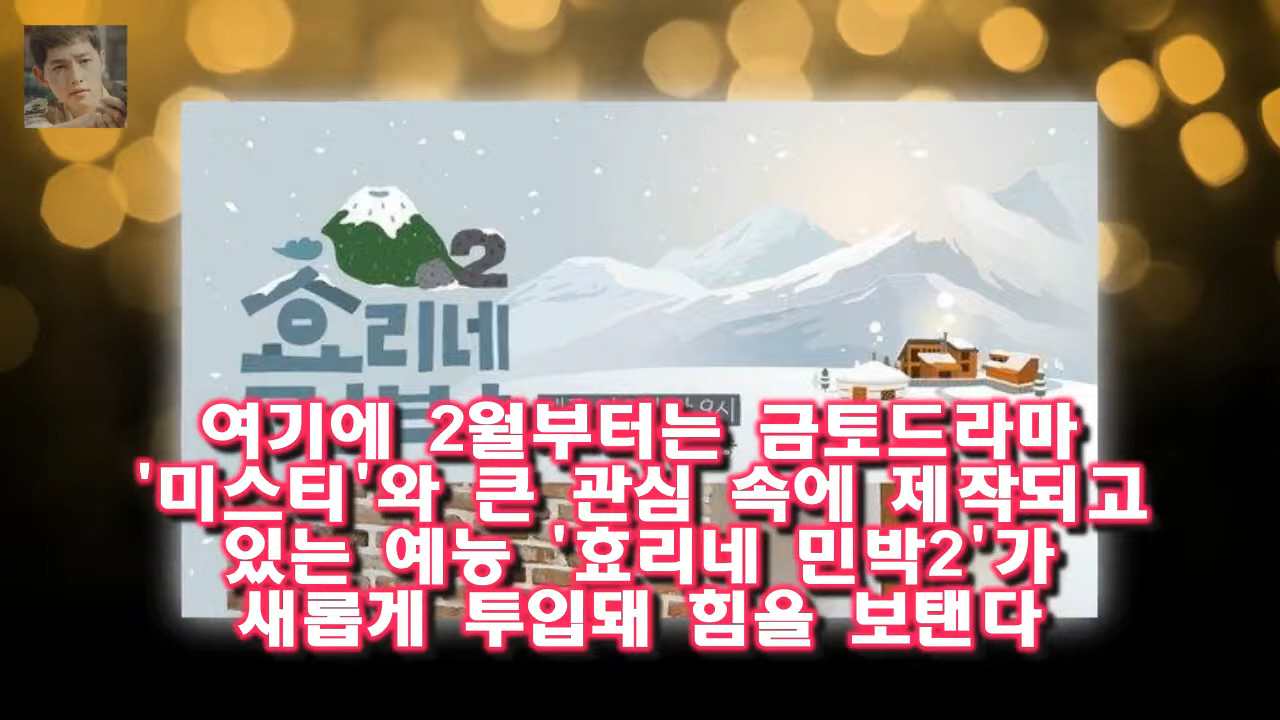 2
효리네
9시
여기에 2월부터는 금토드라마
'미스티'와 큰 관심 속에 제작되고
있는 예능 '효리네 민박2'가
새롭게 투입돼 힘을 보탠다